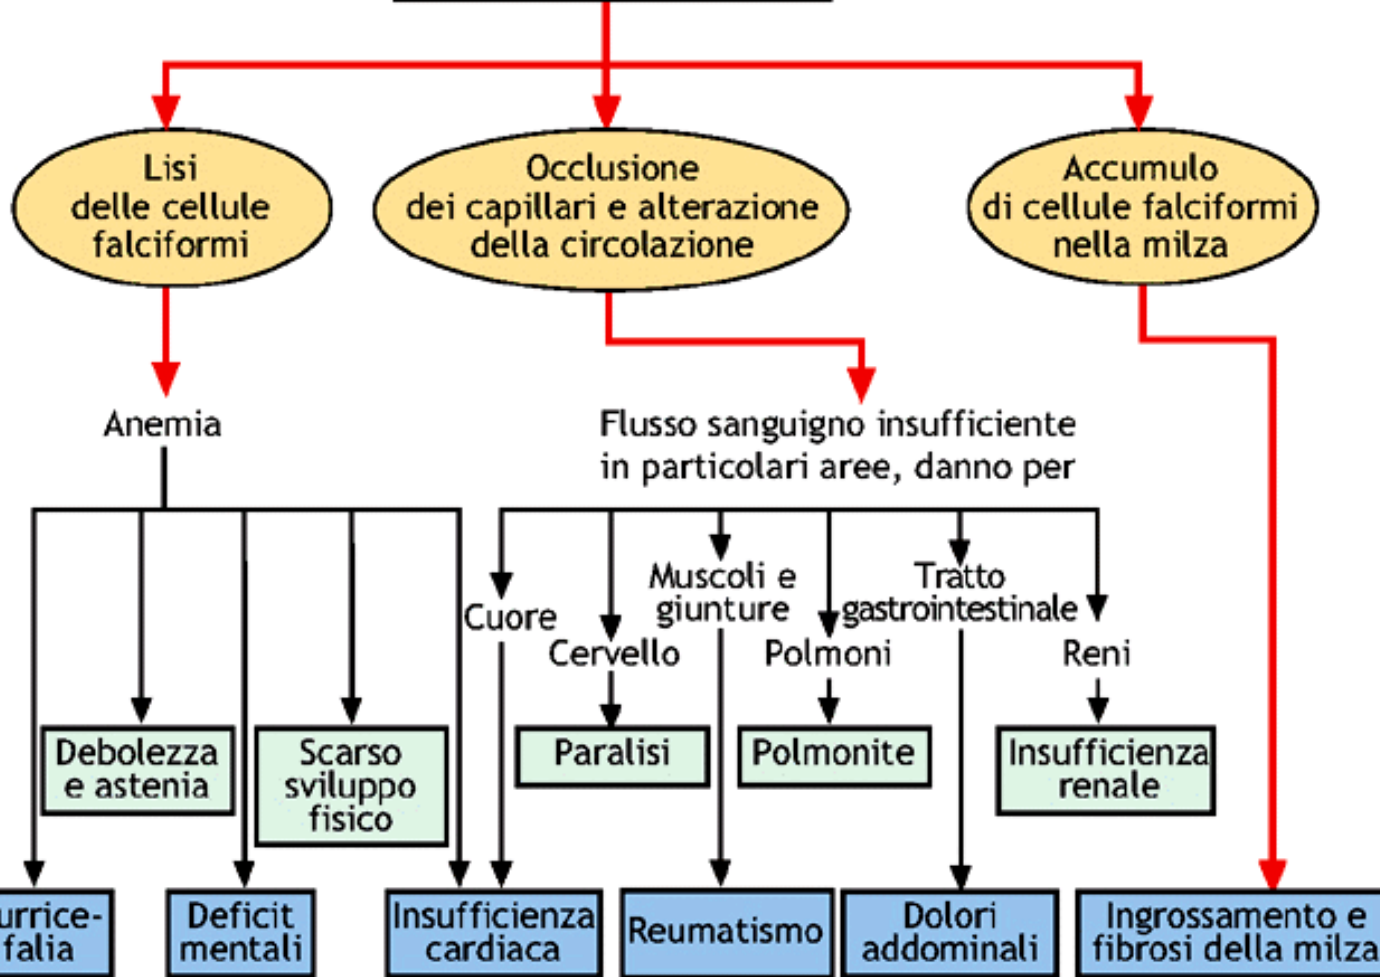 Lisi
delle cellule
falciformi
Occlusione
dei capillari e alterazione
della circolazione
Accumulo
di cellule falciformi
nella milza
Anemia
Flusso sanguigno insufficiente
in particolari aree, danno per
Cuore
Cervello
Muscoli e
giunture
Polmoni
Tratto
gastrointestinale
Reni
Debolezza
e astenia
Scarso
sviluppo
fisico
Paralisi
Polmonite
Insufficienza
renale
urrice-
falia
Deficit
mentali
Insufficienza
cardiaca
Reumatismo
Dolori
addominali
Ingrossamento e
fibrosi della milza